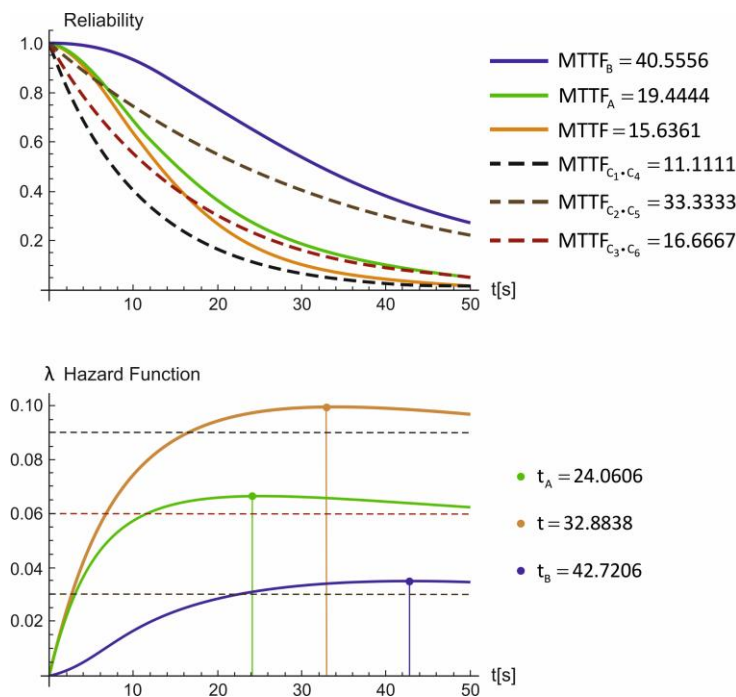 Reliability
1.0
0.8
0.6
0.4
0.2
10 20 30 40 50
t[s]
MTTF_B = 40.5556
MTTF_A = 19.4444
MTTF = 15.6361
MTTF_C₁•C₄ = 11.1111
MTTF_C₂•C₅ = 33.3333
MTTF_C₃•C₆ = 16.6667
λ Hazard Function
0.10
0.08
0.06
0.04
0.02
10 20 30 40 50
t[s]
t_A = 24.0606
t = 32.8838
t_B = 42.7206